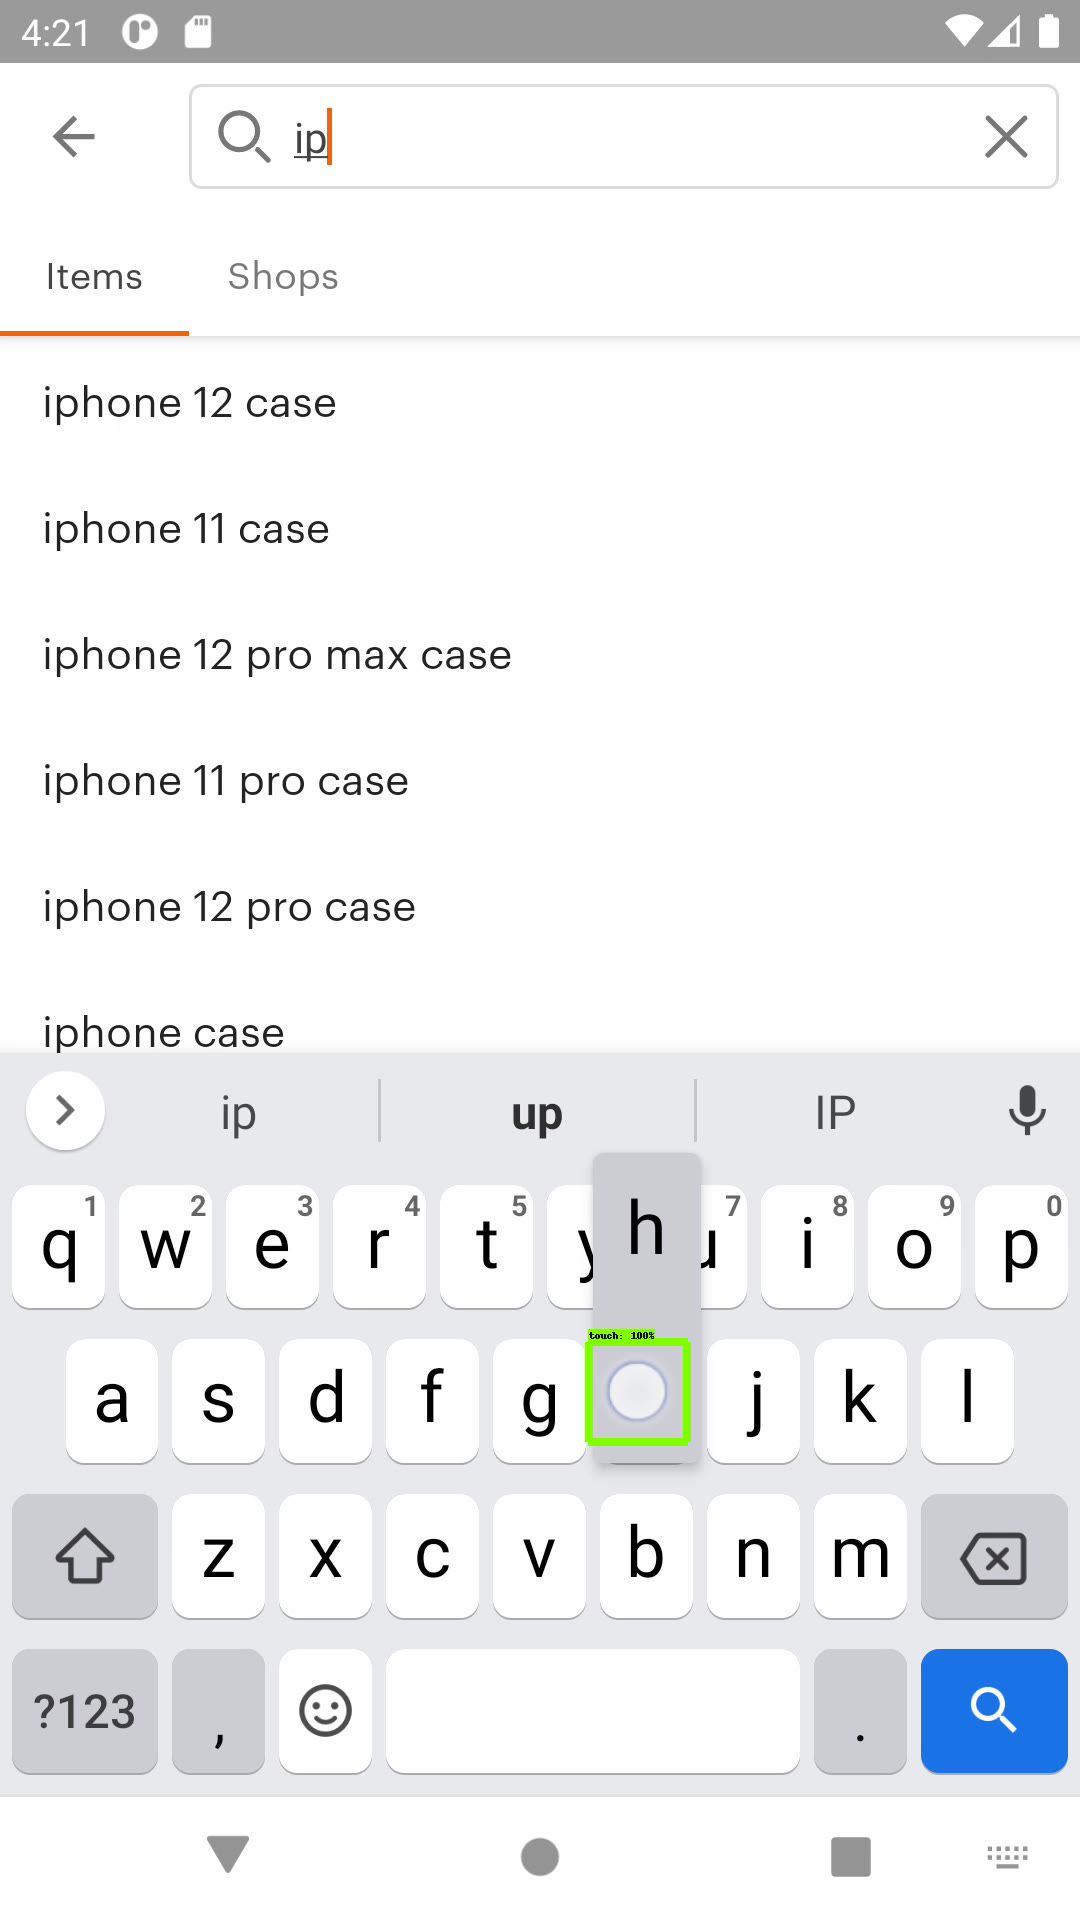 4:21
ip
Items Shops
iphone 12 case
iphone 11 case
iphone 12 pro max case
iphone 11 pro case
iphone 12 pro case
iphone case
ip up IP
1 2 3 4 5 7 8 9 0
q w e r t y u i o p
h
touch: 100%
a s d f g j k l
z x c v b n m
?123 , .